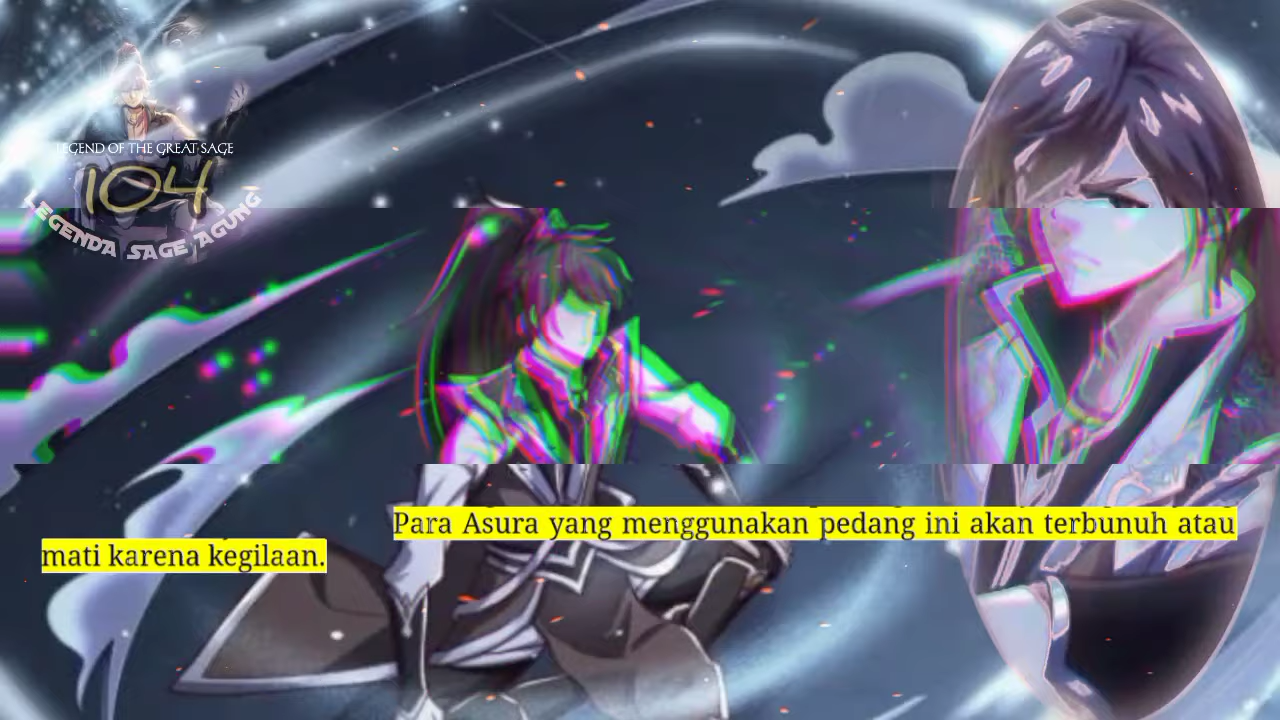 LEGEND OF THE GREAT SAGE
104
LEGENDA SAGE AGUNG
Para Asura yang menggunakan pedang ini akan terbunuh atau
mati karena kegilaan.